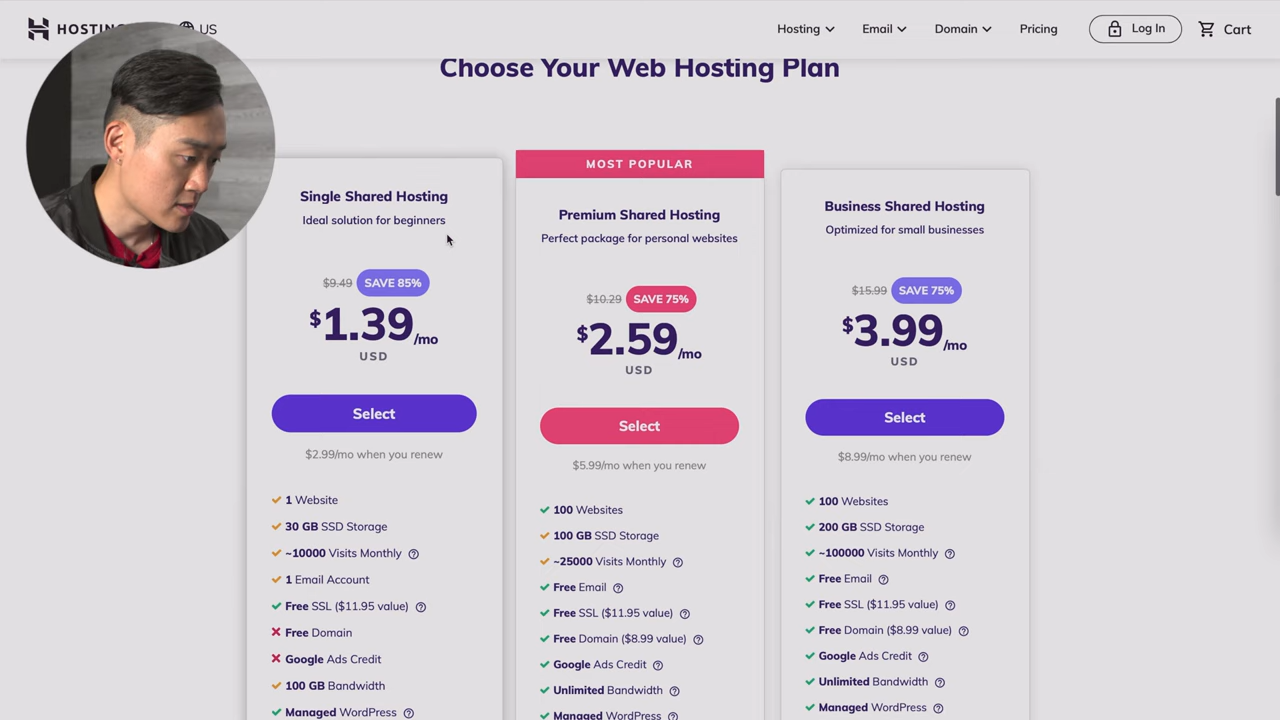 HOSTIN
US
Hosting
Email
Domain
Pricing
Log In
Cart
Choose Your Web Hosting Plan
Single Shared Hosting
Ideal solution for beginners
$9.49 SAVE 85%
$1.39/mo
USD
Select
$2.99/mo when you renew
1 Website
30 GB SSD Storage
~10000 Visits Monthly
1 Email Account
Free SSL ($11.95 value)
Free Domain
Google Ads Credit
100 GB Bandwidth
Managed WordPress
MOST POPULAR
Premium Shared Hosting
Perfect package for personal websites
$10.29 SAVE 75%
$2.59/mo
USD
Select
$5.99/mo when you renew
100 Websites
100 GB SSD Storage
~25000 Visits Monthly
Free Email
Free SSL ($11.95 value)
Free Domain ($8.99 value)
Google Ads Credit
Unlimited Bandwidth
Managed WordPress
Business Shared Hosting
Optimized for small businesses
$15.99 SAVE 75%
$3.99/mo
USD
Select
$8.99/mo when you renew
100 Websites
200 GB SSD Storage
~100000 Visits Monthly
Free Email
Free SSL ($11.95 value)
Free Domain ($8.99 value)
Google Ads Credit
Unlimited Bandwidth
Managed WordPress